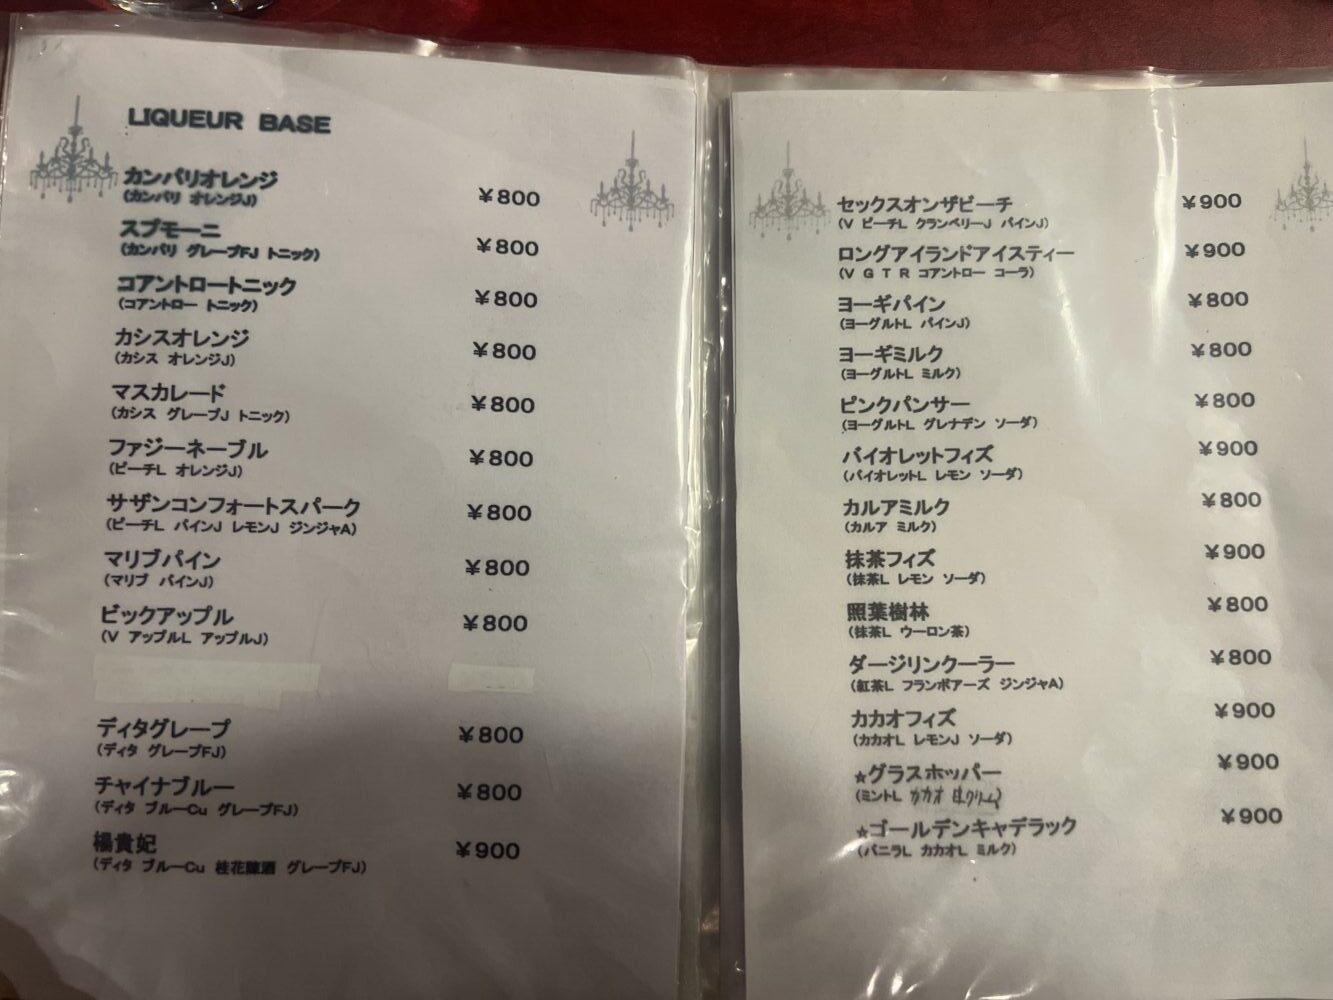 LIQUEUR BASE
カンパリオレンジ ¥800
(カンパリ オレンジJ)
スプモーニ ¥800
(カンパリ グレープFJ トニック)
コアントロートニック ¥800
(コアントロー トニック)
カシスオレンジ ¥800
(カシス オレンジJ)
マスカレード ¥800
(カシス グレープJ トニック)
ファジーネーブル ¥800
(ピーチL オレンジJ)
サザンコンフォートスパーク ¥800
(ピーチL パインJ レモンJ ジンジャA)
マリブパイン ¥800
(マリブ パインJ)
ビックアップル ¥800
(V アップルL アップルJ)
ディタグレープ ¥800
(ディタ グレープFJ)
チャイナブルー ¥800
(ディタ ブルーCu グレープFJ)
楊貴妃 ¥900
(ディタ ブルーCu 桂花陳酒 グレープFJ)
セックスオンザビーチ ¥900
(V ピーチL クランベリーJ パインJ)
ロングアイランドアイスティー ¥900
(V G T R コアントロー コーラ)
ヨーギパイン ¥800
(ヨーグルトL パインJ)
ヨーギミルク ¥800
(ヨーグルトL ミルク)
ピンクパンサー ¥800
(ヨーグルトL グレナデン ソーダ)
バイオレットフィズ ¥900
(バイオレットL レモン ソーダ)
カルアミルク ¥800
(カルア ミルク)
抹茶フィズ ¥900
(抹茶L レモン ソーダ)
照葉樹林 ¥800
(抹茶L ウーロン茶)
ダージリンクーラー ¥800
(紅茶L フランボアーズ ジンジャA)
カカオフィズ ¥900
(カカオL レモンJ ソーダ)
☆グラスホッパー ¥900
(ミントL カカオ 生クリーム)
☆ゴールデンキャデラック ¥900
(バニラL カカオL ミルク)